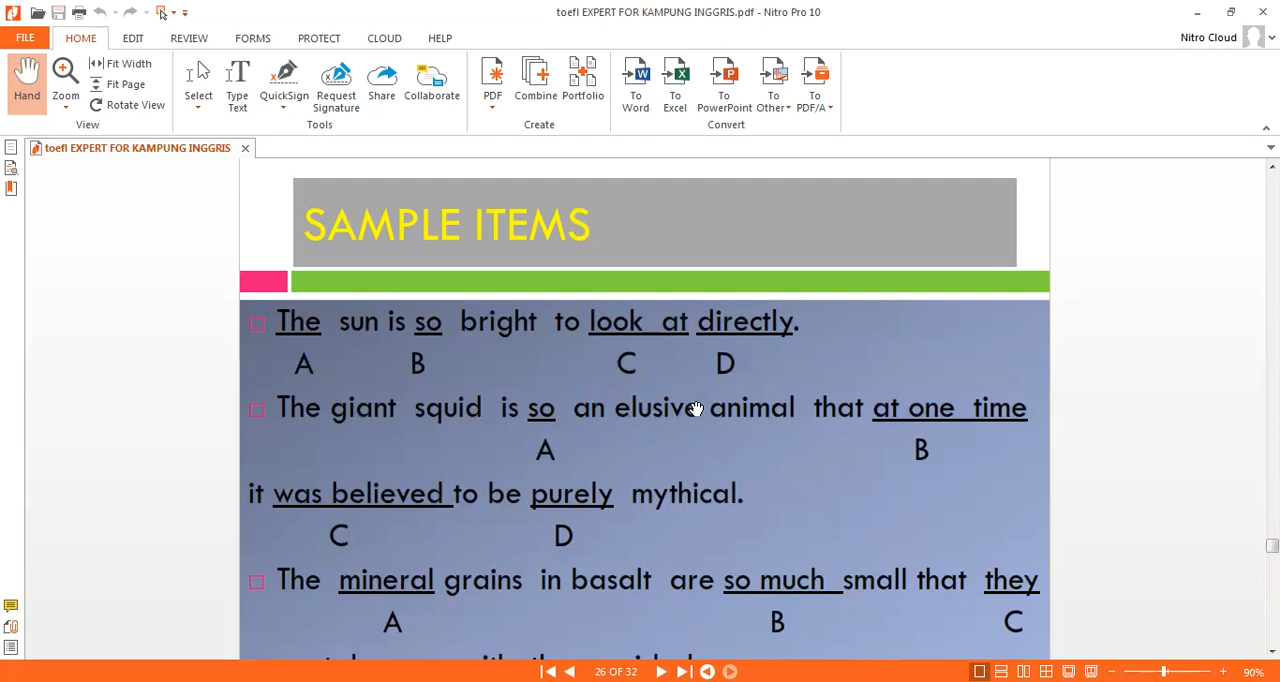 toefl EXPERT FOR KAMPUNG INGGRIS.pdf - Nitro Pro 10
FILE HOME EDIT REVIEW FORMS PROTECT CLOUD HELP Nitro Cloud
Hand
Zoom
Fit Width
Fit Page
Rotate View
View
Select
Type Text
QuickSign
Request Signature
Share
Collaborate
Tools
PDF
Combine
Portfolio
Create
To Word
To Excel
To PowerPoint
To Other
To PDF/A
Convert
toefl EXPERT FOR KAMPUNG INGGRIS
SAMPLE ITEMS
The sun is so bright to look at directly.
A B C D
The giant squid is so an elusive animal that at one time
A B
it was believed to be purely mythical.
C D
The mineral grains in basalt are so much small that they
A B C
26 OF 32
90%